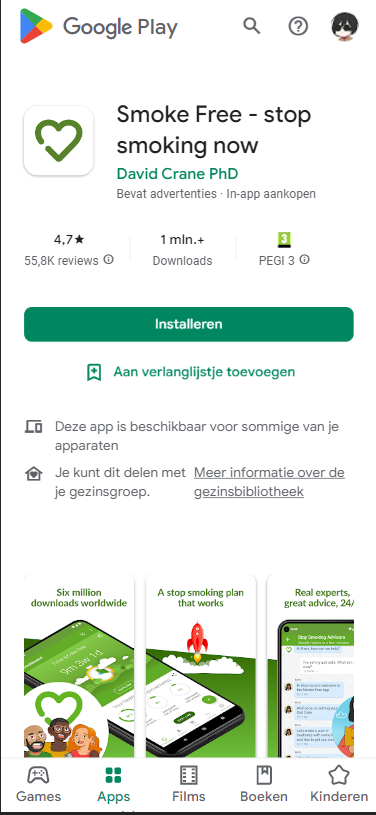 Google Play
Smoke Free - stop
smoking now
David Crane PhD
Bevat advertenties · In-app aankopen
4,7★
55,8K reviews
1 mln.+
Downloads
3
PEGI 3
Installeren
Aan verlanglijstje toevoegen
Deze app is beschikbaar voor sommige van je
apparaten
Je kunt dit delen met
je gezinsgroep.
Meer informatie over de
gezinsbibliotheek
Six million
downloads worldwide
A stop smoking plan
that works
Real experts,
great advice, 24/
9m 3w 1d
Stop Smoking Advisors
Games
Apps
Films
Boeken
Kinderen